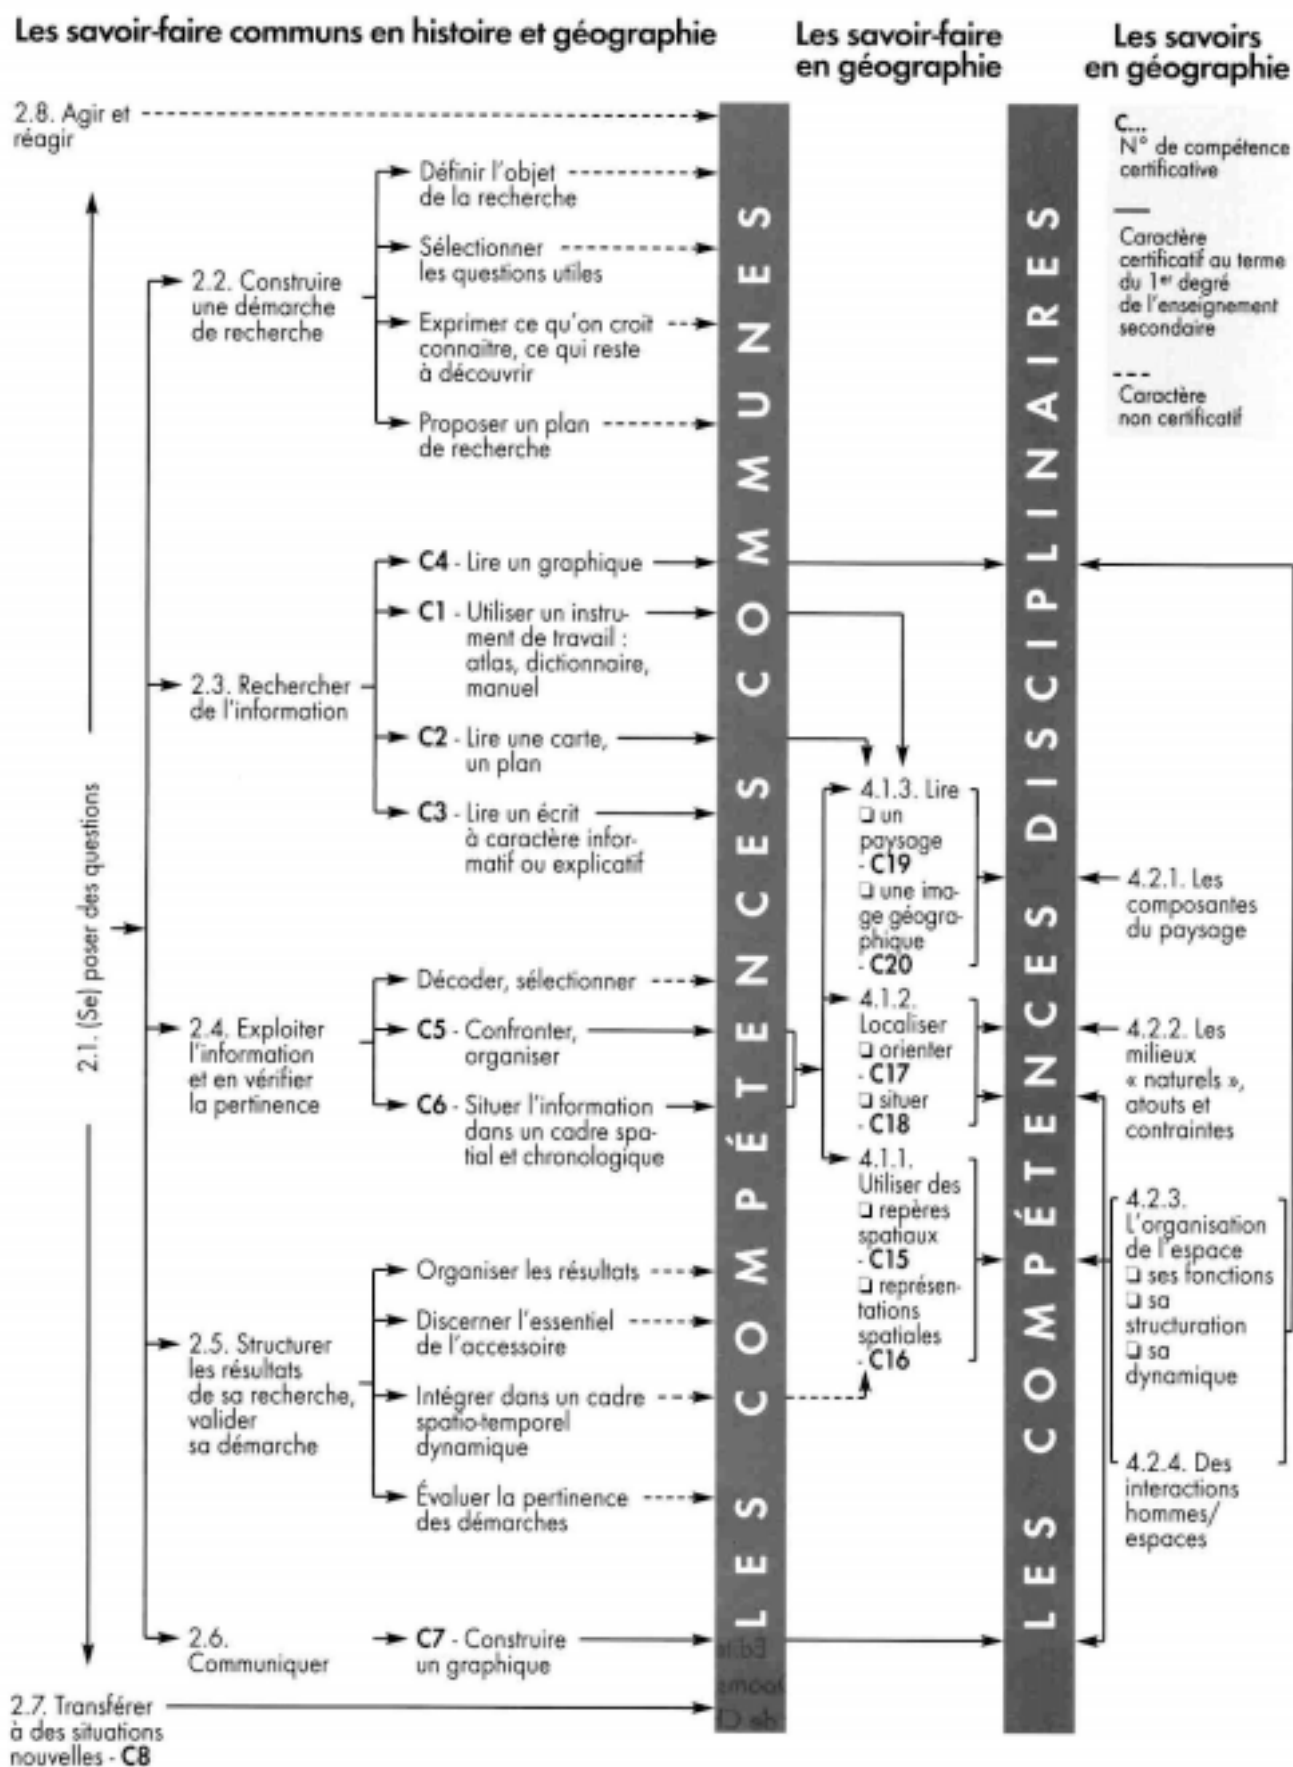 Les savoir-faire communs en histoire et géographie
Les savoir-faire
en géographie
Les savoirs
en géographie
2.8. Agir et
réagir
2.1. (Se) poser des questions
2.2. Construire
une démarche
de recherche
Définir l'objet
de la recherche
Sélectionner
les questions utiles
Exprimer ce qu'on croit
connaître, ce qui reste
à découvrir
Proposer un plan
de recherche
2.3. Rechercher
de l'information
C4 - Lire un graphique
C1 - Utiliser un instru-
ment de travail :
atlas, dictionnaire,
manuel
C2 - Lire une carte,
un plan
C3 - Lire un écrit
à caractère infor-
matif ou explicatif
2.4. Exploiter
l'information
et en vérifier
la pertinence
Décoder, sélectionner
C5 - Confronter,
organiser
C6 - Situer l'information
dans un cadre spa-
tial et chronologique
2.5. Structurer
les résultats
de sa recherche,
valider
sa démarche
Organiser les résultats
Discerner l'essentiel
de l'accessoire
Intégrer dans un cadre
spatio-temporel
dynamique
Évaluer la pertinence
des démarches
2.6.
Communiquer
C7 - Construire
un graphique
2.7. Transférer
à des situations
nouvelles - C8
LES COMPÉTENCES COMMUNES
4.1.3. Lire
❑ un
paysage
- C19
❑ une ima-
ge géogra-
phique
- C20
4.1.2.
Localiser
❑ orienter
- C17
❑ situer
- C18
4.1.1.
Utiliser des
❑ repères
spatiaux
- C15
❑ représen-
tations
spatiales
- C16
LES COMPÉTENCES DISCIPLINAIRES
C...
N° de compétence
certificative
Caractère
certificatif au terme
du 1er degré
de l'enseignement
secondaire
Caractère
non certificatif
4.2.1. Les
composantes
du paysage
4.2.2. Les
milieux
« naturels »,
atouts et
contraintes
4.2.3.
L'organisation
de l'espace
❑ ses fonctions
❑ sa
structuration
❑ sa
dynamique
4.2.4. Des
interactions
hommes/
espaces